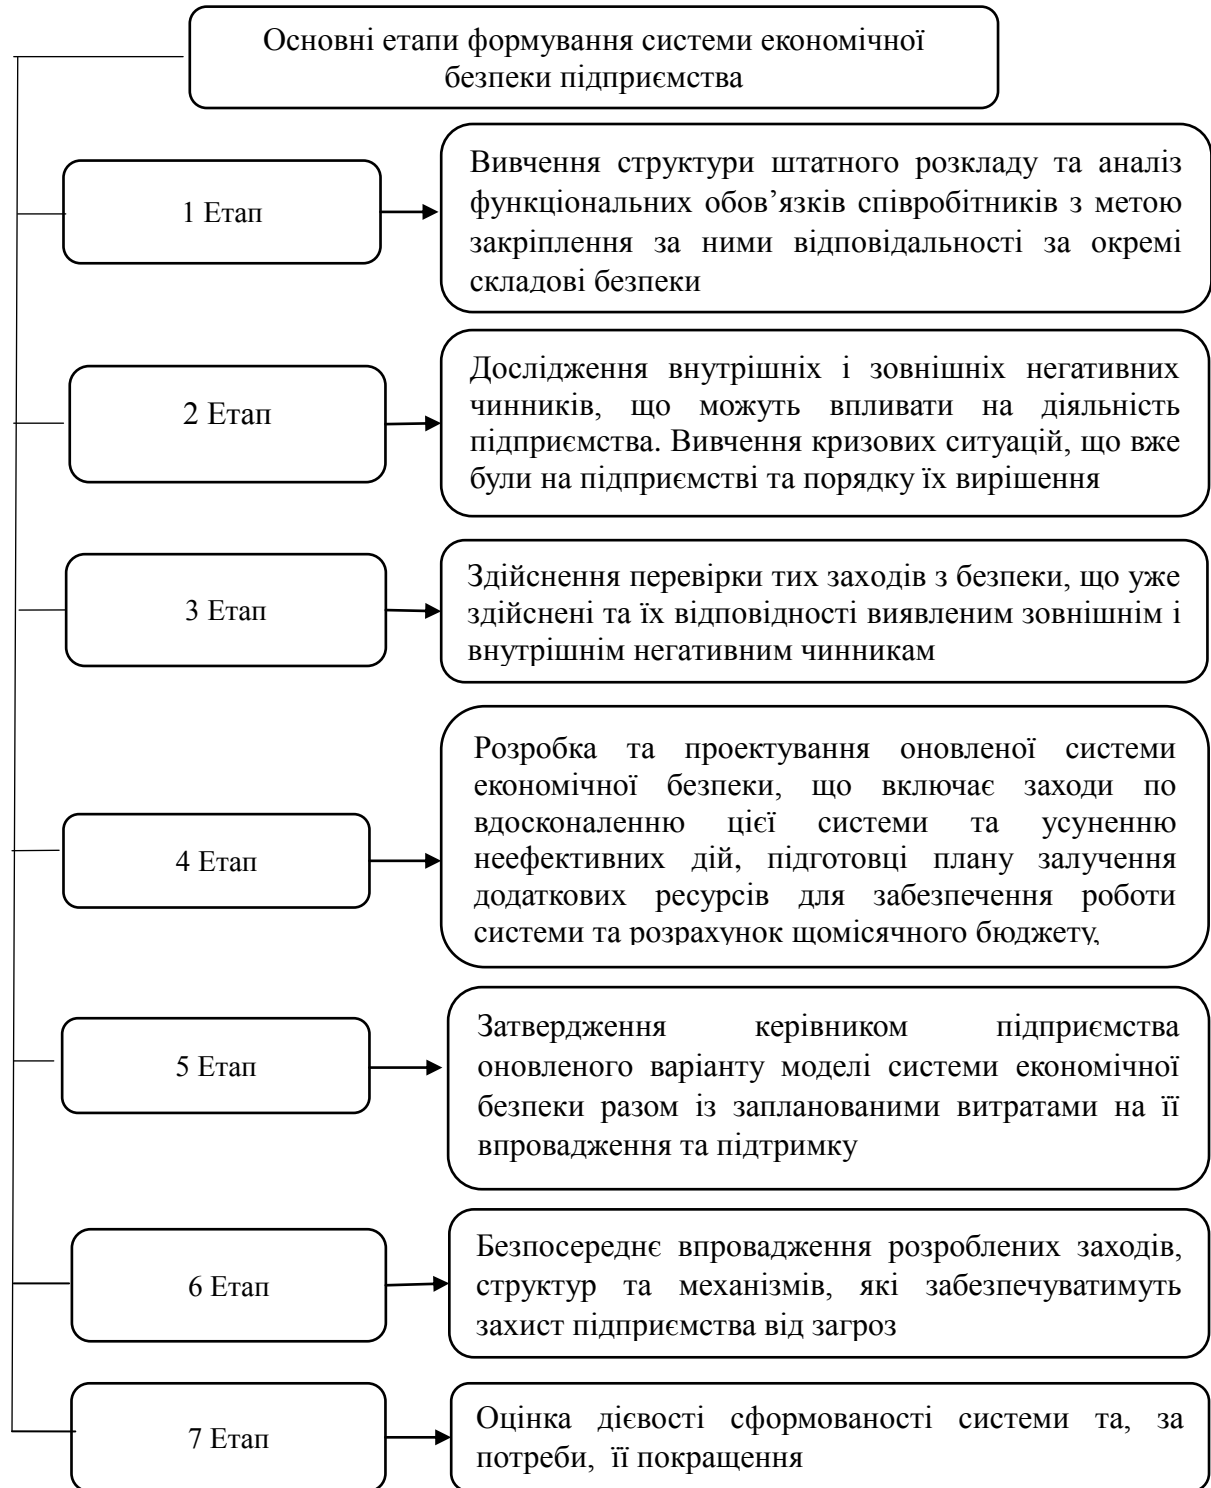 Основні етапи формування системи економічної
безпеки підприємства
1 Етап
Вивчення структури штатного розкладу та аналіз
функціональних обов’язків співробітників з метою
закріплення за ними відповідальності за окремі
складові безпеки
2 Етап
Дослідження внутрішніх і зовнішніх негативних
чинників, що можуть впливати на діяльність
підприємства. Вивчення кризових ситуацій, що вже
були на підприємстві та порядку їх вирішення
3 Етап
Здійснення перевірки тих заходів з безпеки, що уже
здійснені та їх відповідності виявленим зовнішнім і
внутрішнім негативним чинникам
4 Етап
Розробка та проектування оновленої системи
економічної безпеки, що включає заходи по
вдосконаленню цієї системи та усуненню
неефективних дій, підготовці плану залучення
додаткових ресурсів для забезпечення роботи
системи та розрахунок щомісячного бюджету,
5 Етап
Затвердження керівником підприємства
оновленого варіанту моделі системи економічної
безпеки разом із запланованими витратами на її
впровадження та підтримку
6 Етап
Безпосереднє впровадження розроблених заходів,
структур та механізмів, які забезпечуватимуть
захист підприємства від загроз
7 Етап
Оцінка дієвості сформованості системи та, за
потреби, її покращення